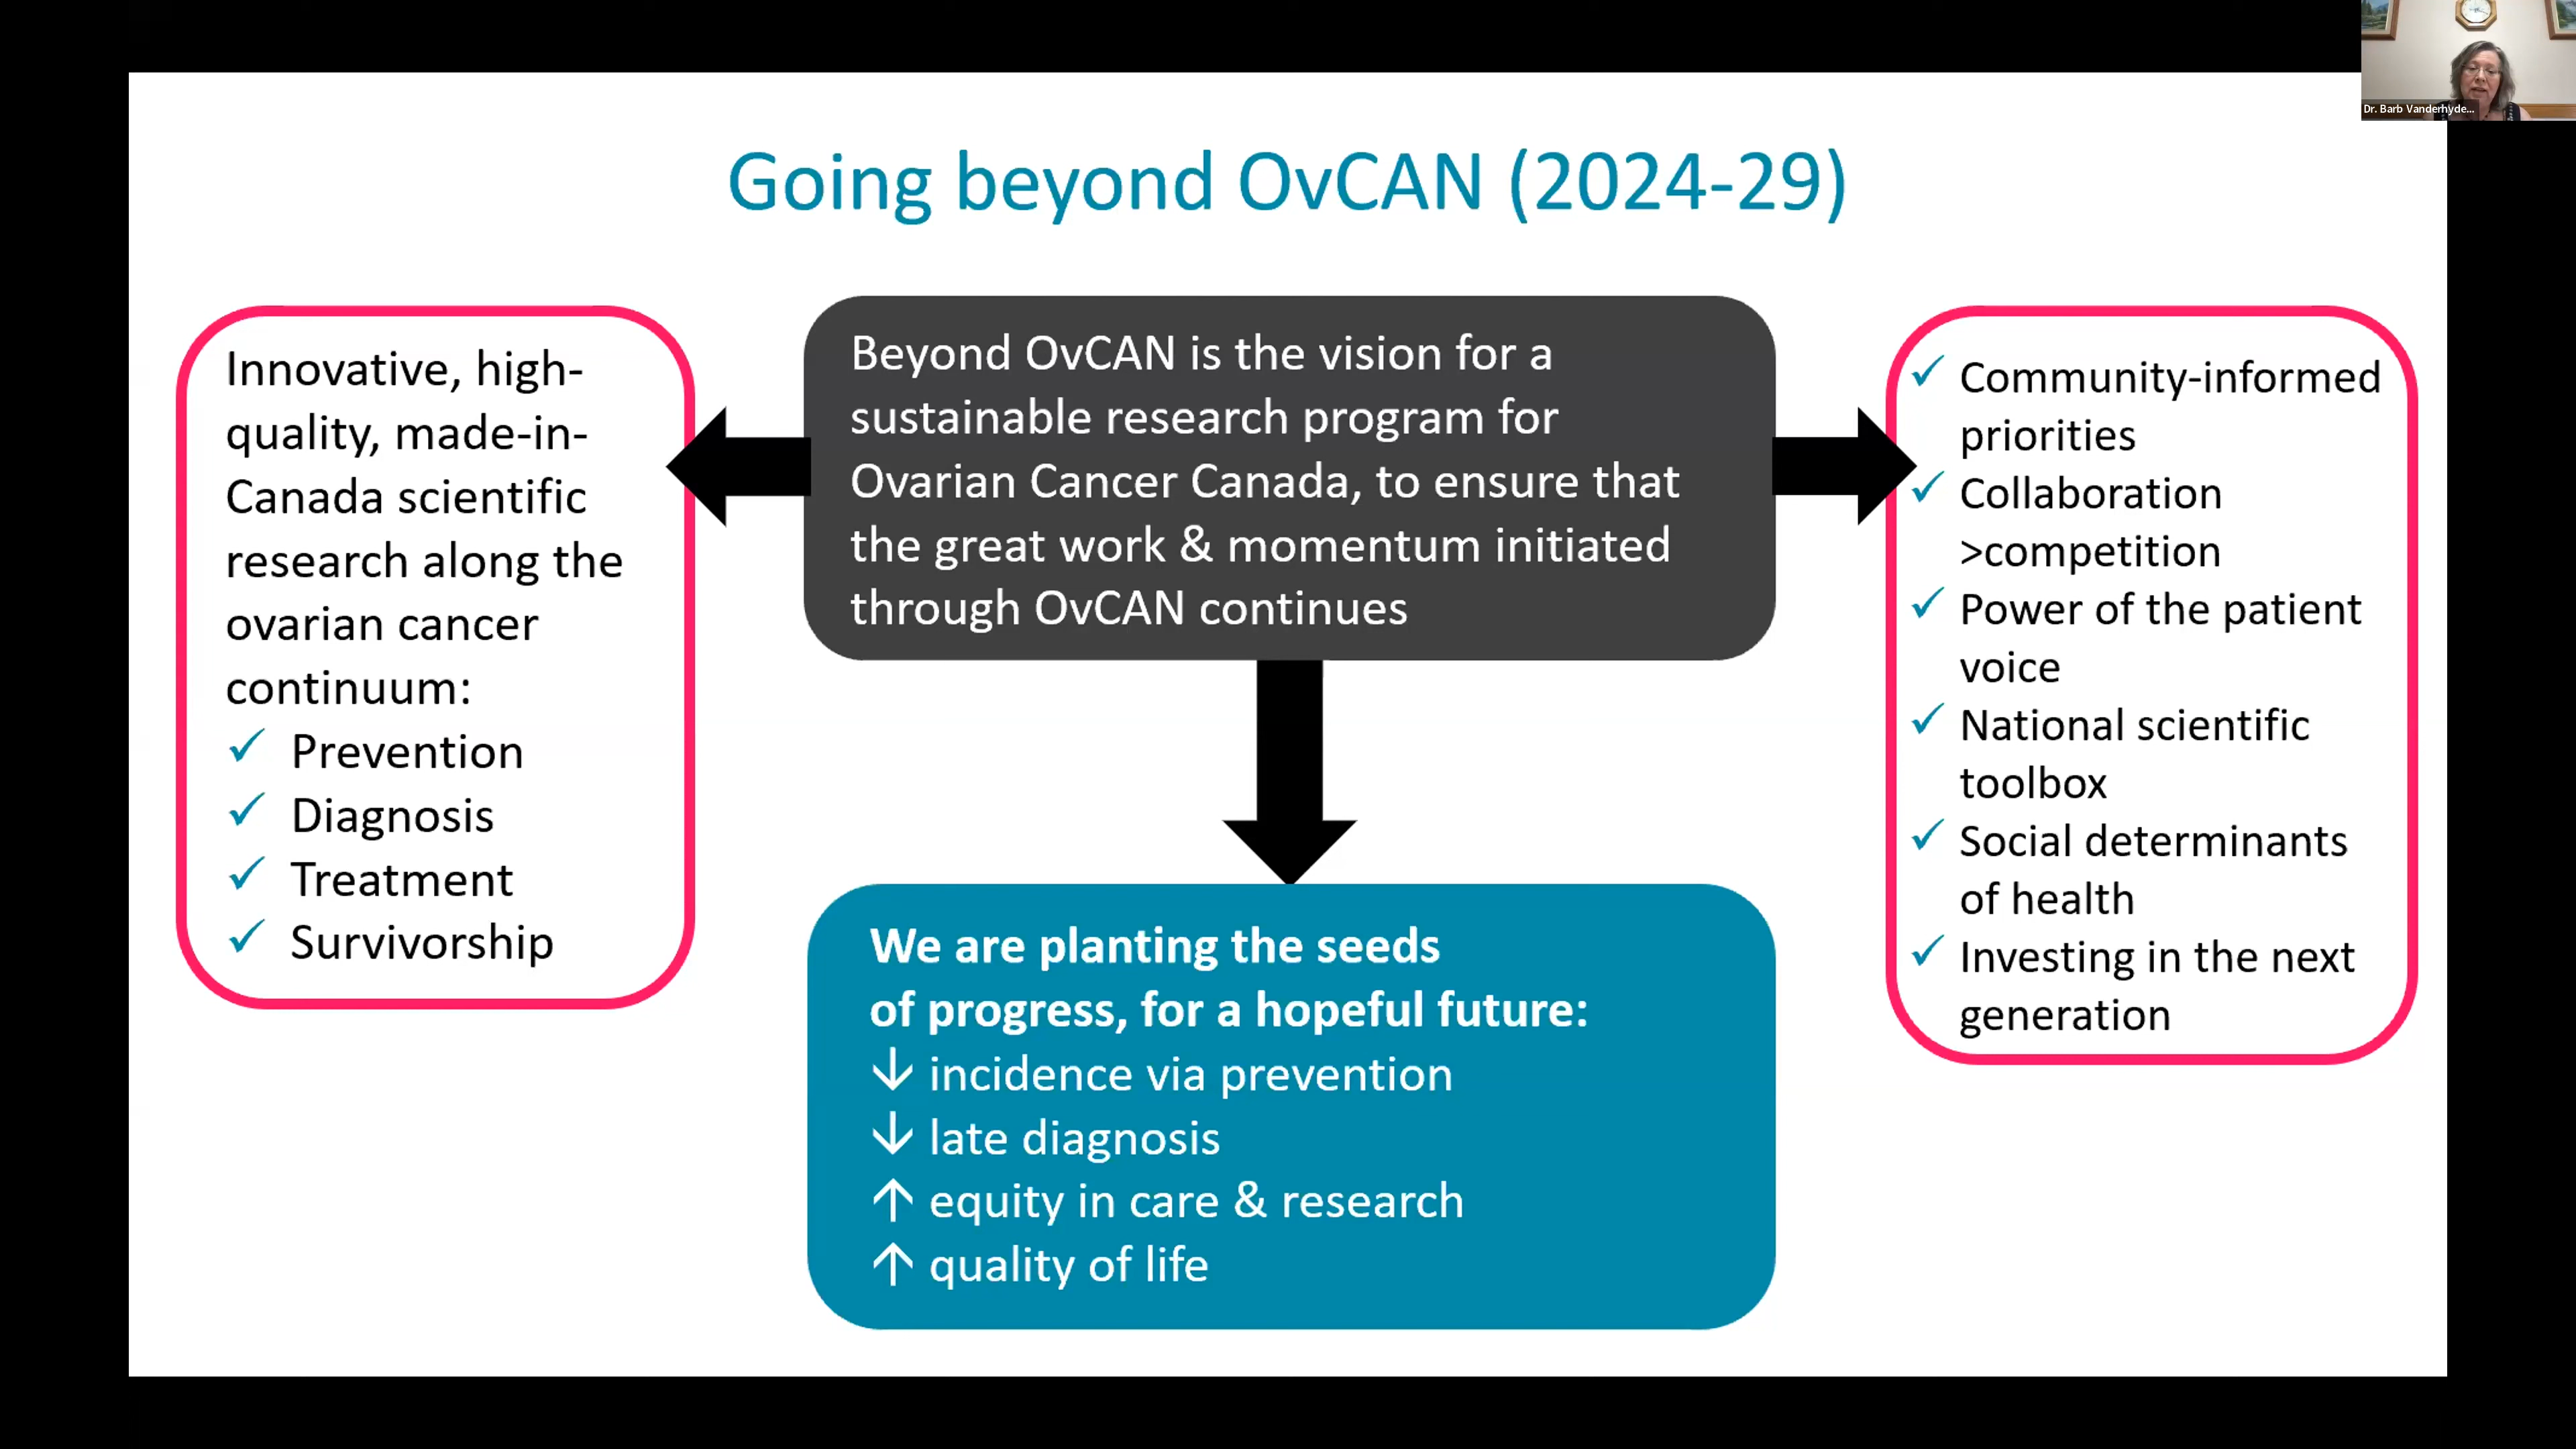 Dr. Barb Vanderhyde...
Going beyond OvCAN (2024-29)
Innovative, high-
quality, made-in-
Canada scientific
research along the
ovarian cancer
continuum:
✓ Prevention
✓ Diagnosis
✓ Treatment
✓ Survivorship
Beyond OvCAN is the vision for a
sustainable research program for
Ovarian Cancer Canada, to ensure that
the great work & momentum initiated
through OvCAN continues
We are planting the seeds
of progress, for a hopeful future:
↓ incidence via prevention
↓ late diagnosis
↑ equity in care & research
↑ quality of life
✓ Community-informed
priorities
✓ Collaboration
>competition
✓ Power of the patient
voice
✓ National scientific
toolbox
✓ Social determinants
of health
✓ Investing in the next
generation